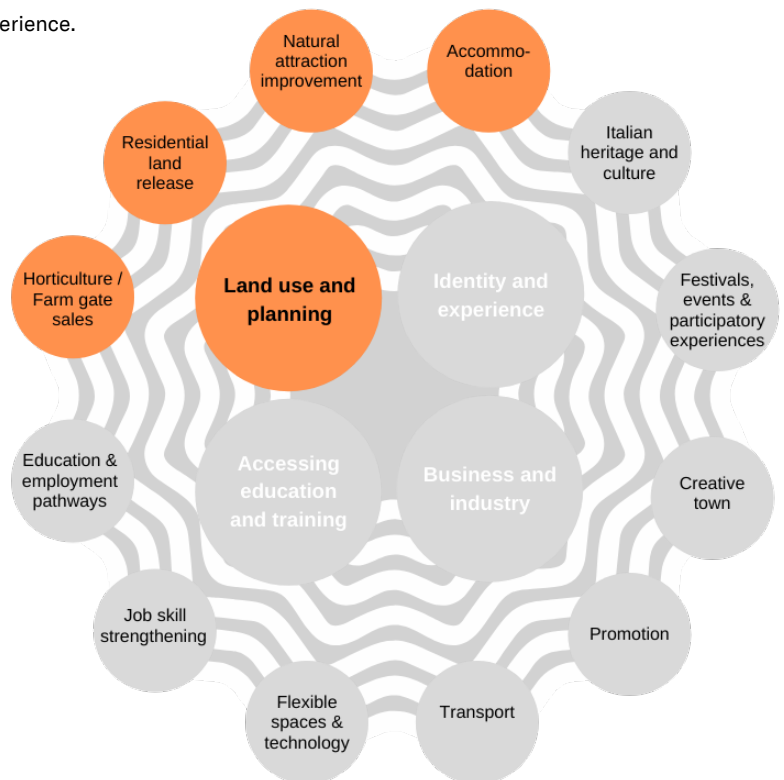 erience.
Natural
attraction
improvement
Accommo-
dation
Italian
heritage and
culture
Residential
land
release
Festivals,
events &
participatory
experiences
Horticulture /
Farm gate
sales
Land use and
planning
Identity and
experience
Accessing
education
and training
Business and
industry
Education &
employment
pathways
Creative
town
Job skill
strengthening
Promotion
Flexible
spaces &
technology
Transport